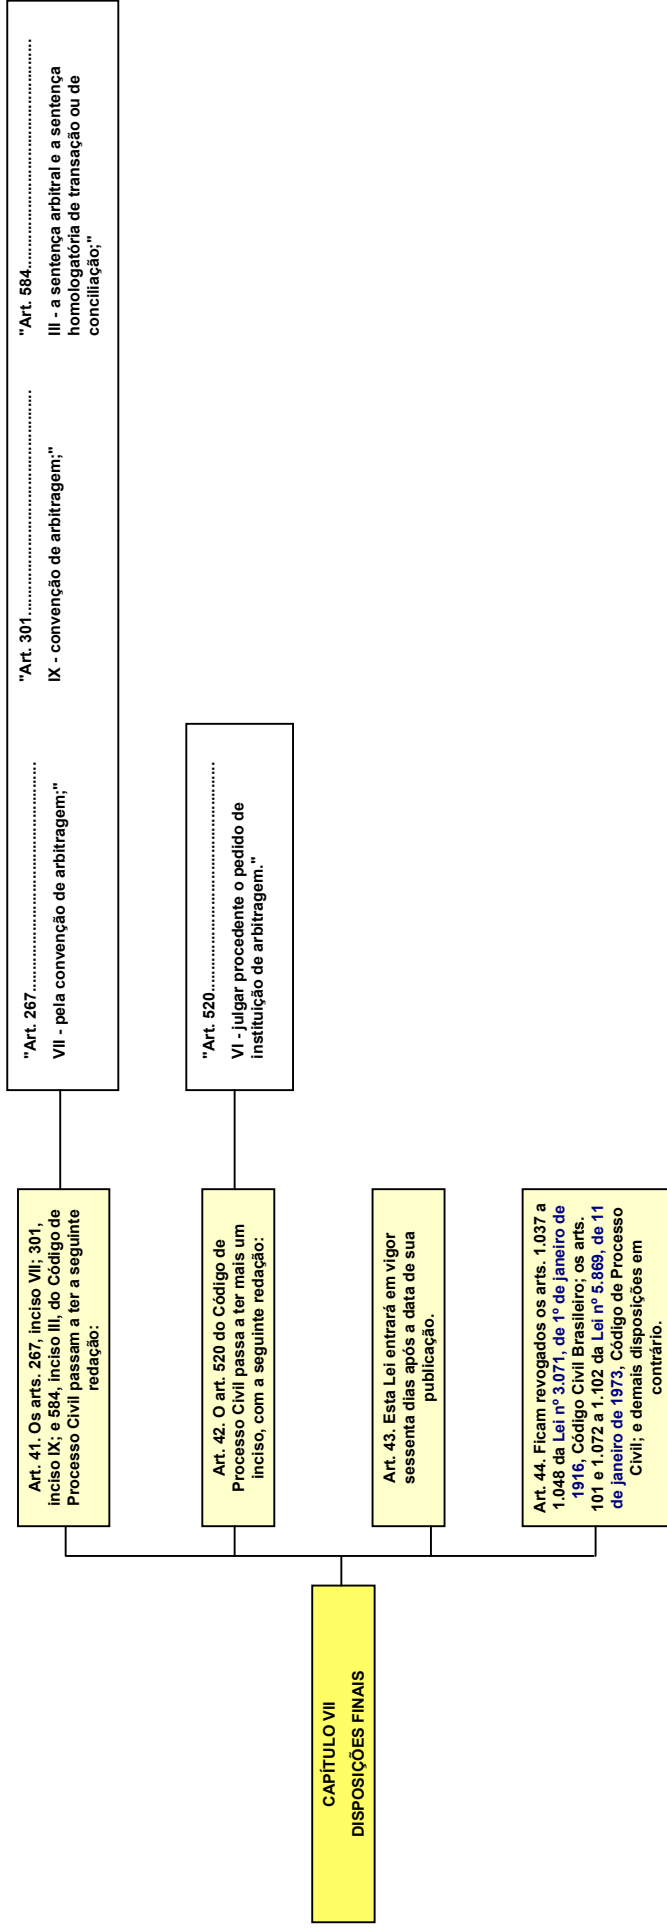 CAPÍTULO VII
DISPOSIÇÕES FINAIS
Art. 41. Os arts. 267, inciso VII; 301,
inciso IX; e 584, inciso III, do Código de
Processo Civil passam a ter a seguinte
redação:
"Art. 267..................................................................
VII - pela convenção de arbitragem;"
"Art. 301..................................................................
IX - convenção de arbitragem;"
"Art. 584..................................................................
III - a sentença arbitral e a sentença
homologatória de transação ou de
conciliação;"
Art. 42. O art. 520 do Código de
Processo Civil passa a ter mais um
inciso, com a seguinte redação:
"Art. 520..................................................................
VI - julgar procedente o pedido de
instituição de arbitragem."
Art. 43. Esta Lei entrará em vigor
sessenta dias após a data de sua
publicação.
Art. 44. Ficam revogados os arts. 1.037 a
1.048 da Lei nº 3.071, de 1º de janeiro de
1916, Código Civil Brasileiro; os arts.
101 e 1.072 a 1.102 da Lei nº 5.869, de 11
de janeiro de 1973, Código de Processo
Civil; e demais disposições em
contrário.